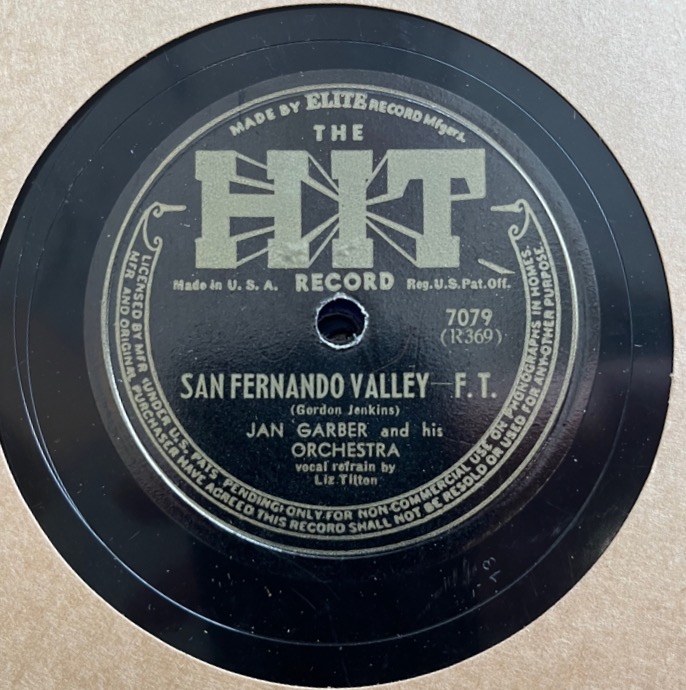 MADE BY ELITE RECORD Mfgers.
THE
HIT
Made in U. S. A. RECORD Reg. U.S. Pat. Off.
7079
(R369)
SAN FERNANDO VALLEY—F. T.
(Gordon Jenkins)
JAN GARBER and his
ORCHESTRA
vocal refrain by
Liz Tilton
LICENSED BY MFR (UNDER U.S. PATS PENDING) ONLY FOR NON-COMMERCIAL USE ON PHONOGRAPHS IN HOMES.
MFR AND ORIGINAL PURCHASER HAVE AGREED THIS RECORD SHALL NOT BE RESOLD OR USED FOR ANY OTHER PURPOSE